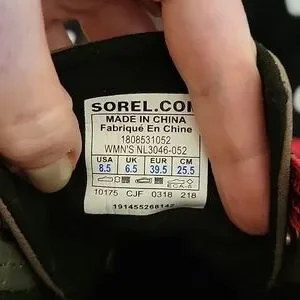 SOREL.COM
MADE IN CHINA
Fabriqué En Chine
1808531052
WMN'S NL3046-052
USA UK EUR CM
8.5 6.5 39.5 25.5
10175 CJF 0318 218